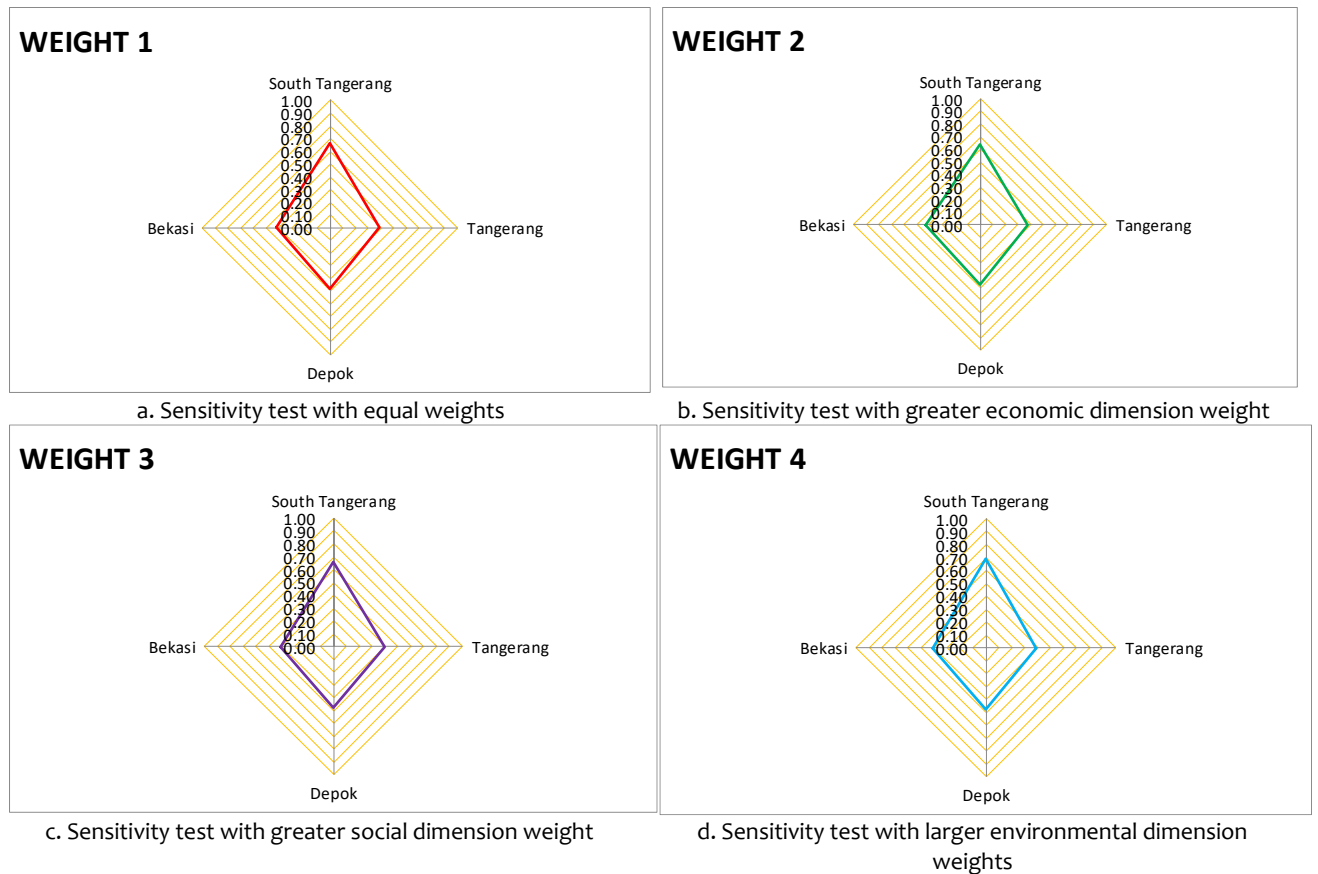 WEIGHT 1
South Tangerang
1.00
0.90
0.80
0.70
0.60
0.50
0.40
0.30
0.20
0.10
0.00
Bekasi
Tangerang
Depok
a. Sensitivity test with equal weights
WEIGHT 2
South Tangerang
1.00
0.90
0.80
0.70
0.60
0.50
0.40
0.30
0.20
0.10
0.00
Bekasi
Tangerang
Depok
b. Sensitivity test with greater economic dimension weight
WEIGHT 3
South Tangerang
1.00
0.90
0.80
0.70
0.60
0.50
0.40
0.30
0.20
0.10
0.00
Bekasi
Tangerang
Depok
c. Sensitivity test with greater social dimension weight
WEIGHT 4
South Tangerang
1.00
0.90
0.80
0.70
0.60
0.50
0.40
0.30
0.20
0.10
0.00
Bekasi
Tangerang
Depok
d. Sensitivity test with larger environmental dimension
weights